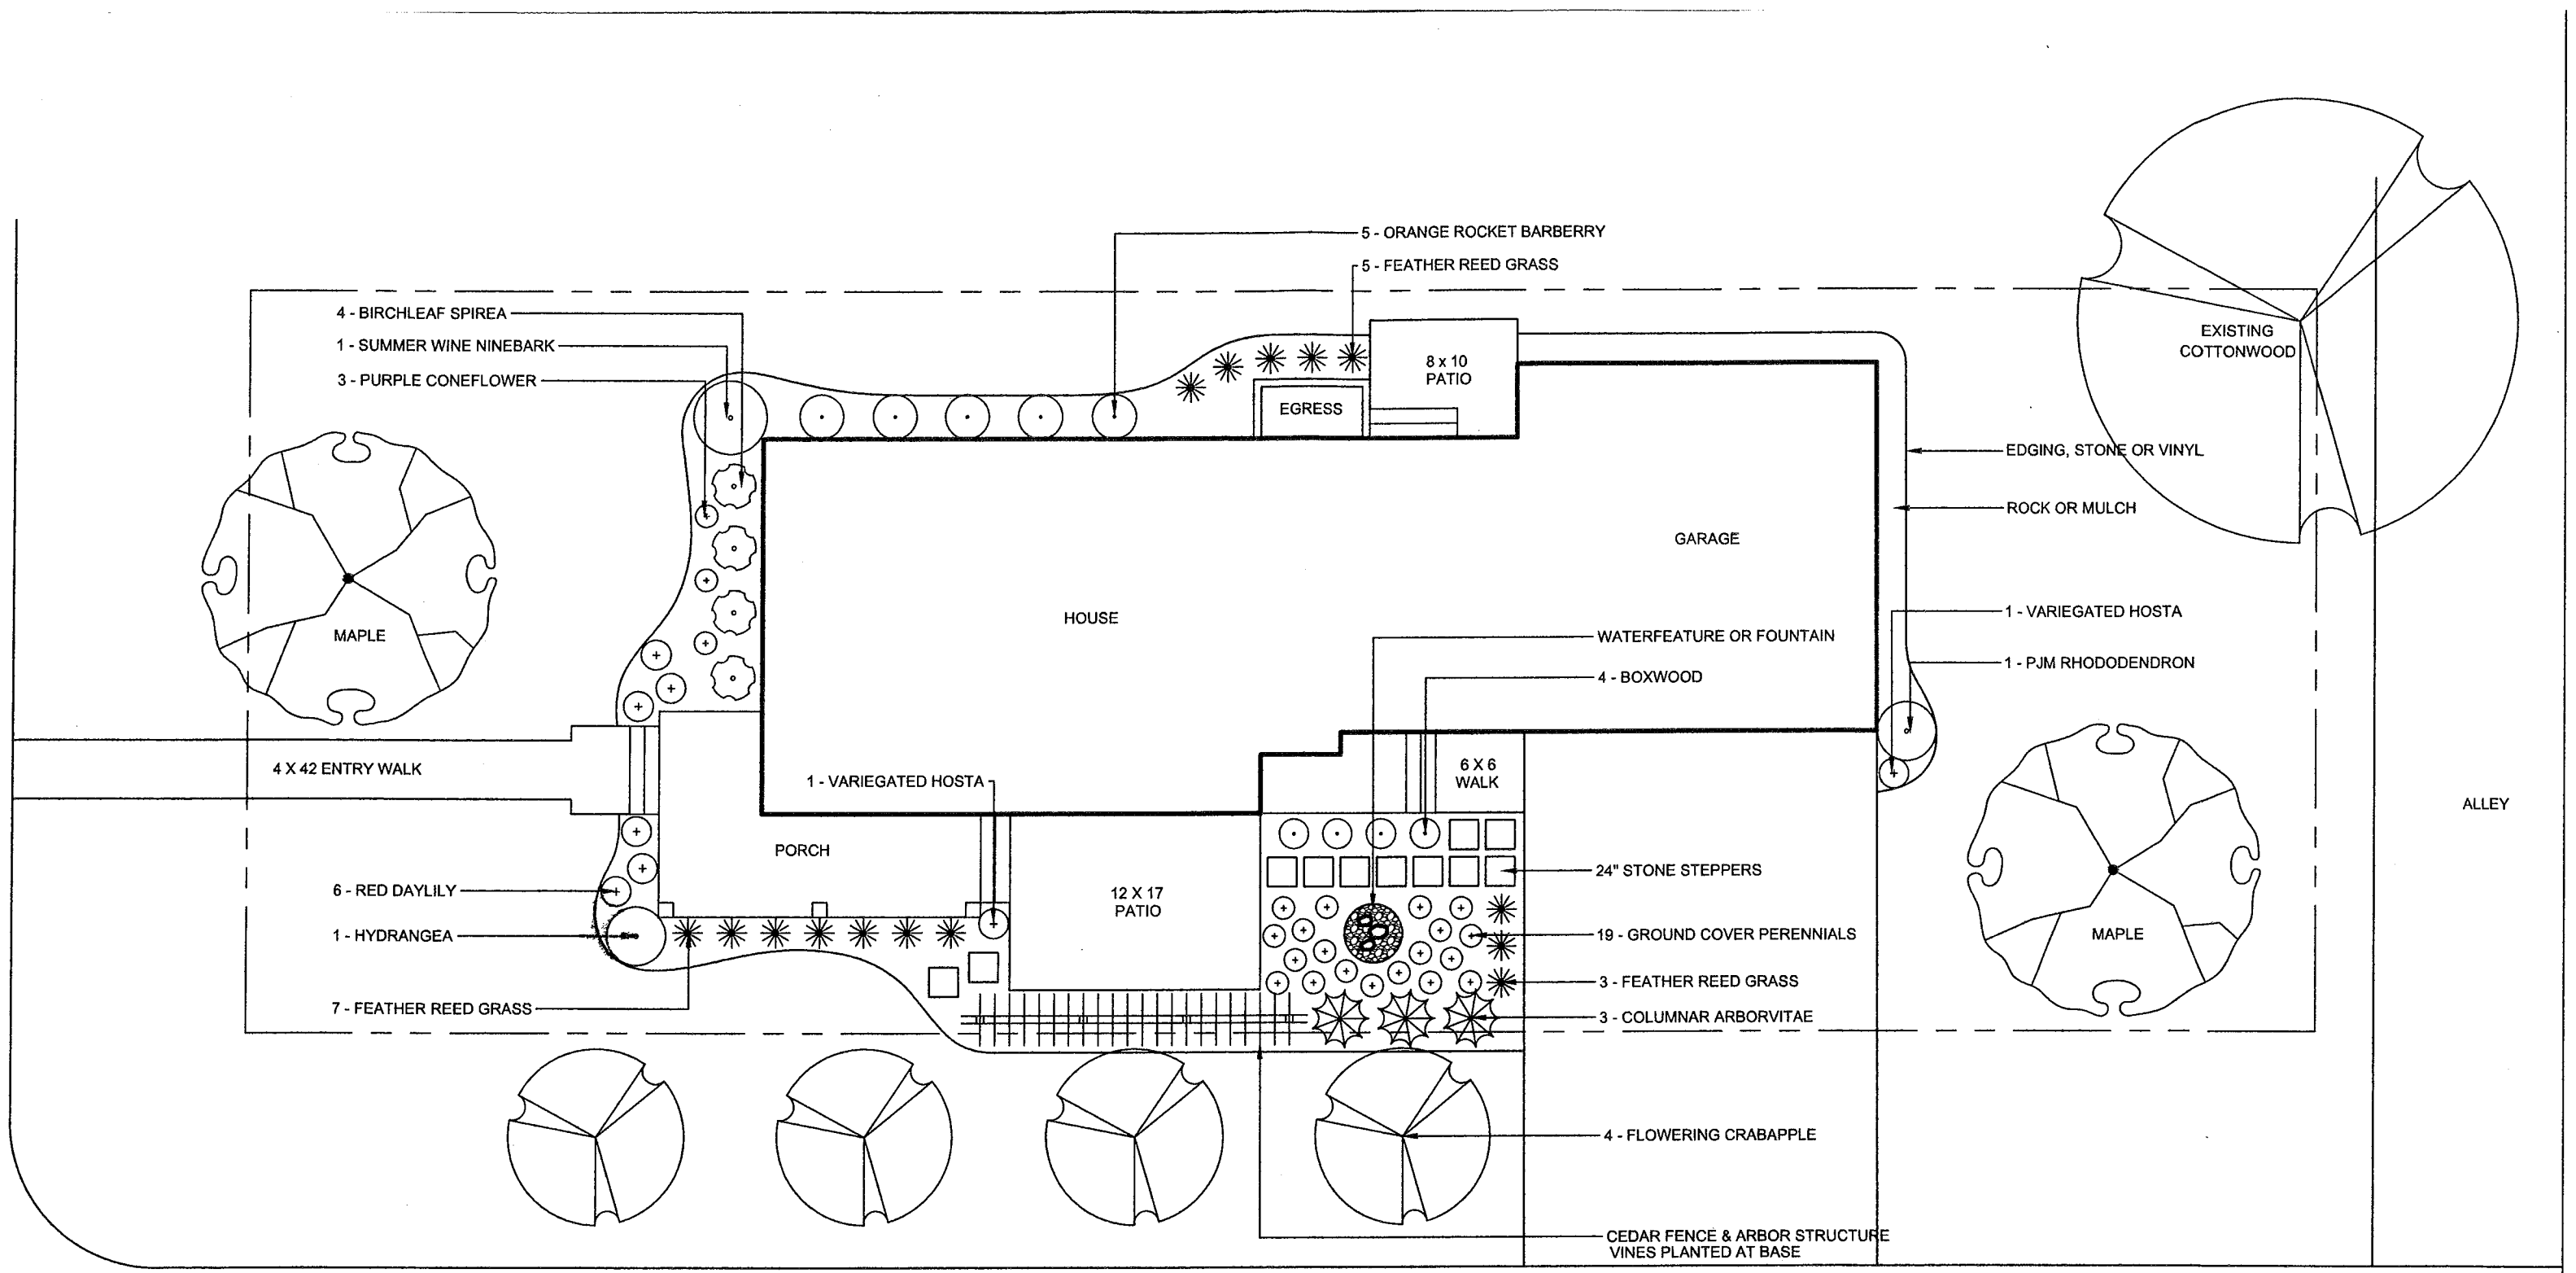 5 - ORANGE ROCKET BARBERRY
5 - FEATHER REED GRASS
4 - BIRCHLEAF SPIREA
1 - SUMMER WINE NINEBARK
3 - PURPLE CONEFLOWER
8 x 10
PATIO
EGRESS
EXISTING
COTTONWOOD
EDGING, STONE OR VINYL
ROCK OR MULCH
GARAGE
HOUSE
MAPLE
1 - VARIEGATED HOSTA
WATERFEATURE OR FOUNTAIN
1 - PJM RHODODENDRON
4 - BOXWOOD
4 X 42 ENTRY WALK
1 - VARIEGATED HOSTA
6 X 6
WALK
ALLEY
PORCH
24" STONE STEPPERS
6 - RED DAYLILY
12 X 17
PATIO
1 - HYDRANGEA
19 - GROUND COVER PERENNIALS
MAPLE
3 - FEATHER REED GRASS
7 - FEATHER REED GRASS
3 - COLUMNAR ARBORVITAE
4 - FLOWERING CRABAPPLE
CEDAR FENCE & ARBOR STRUCTURE
VINES PLANTED AT BASE